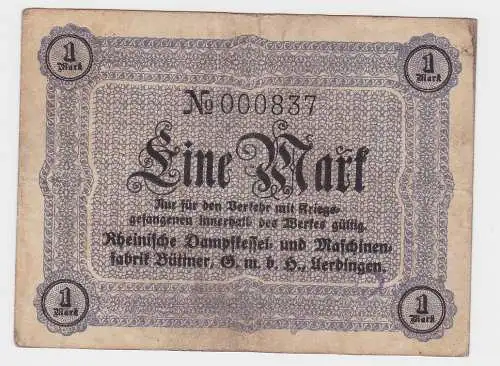 1 Mark
1 Mark
No 000837
Eine Mark
Nur für den Verkehr mit Kriegs-
gefangenen innerhalb des Werkes gültig.
Rheinische Dampfkessel- und Maschinen-
fabrik Büttner, G. m. b. H., Uerdingen.
1 Mark
1 Mark